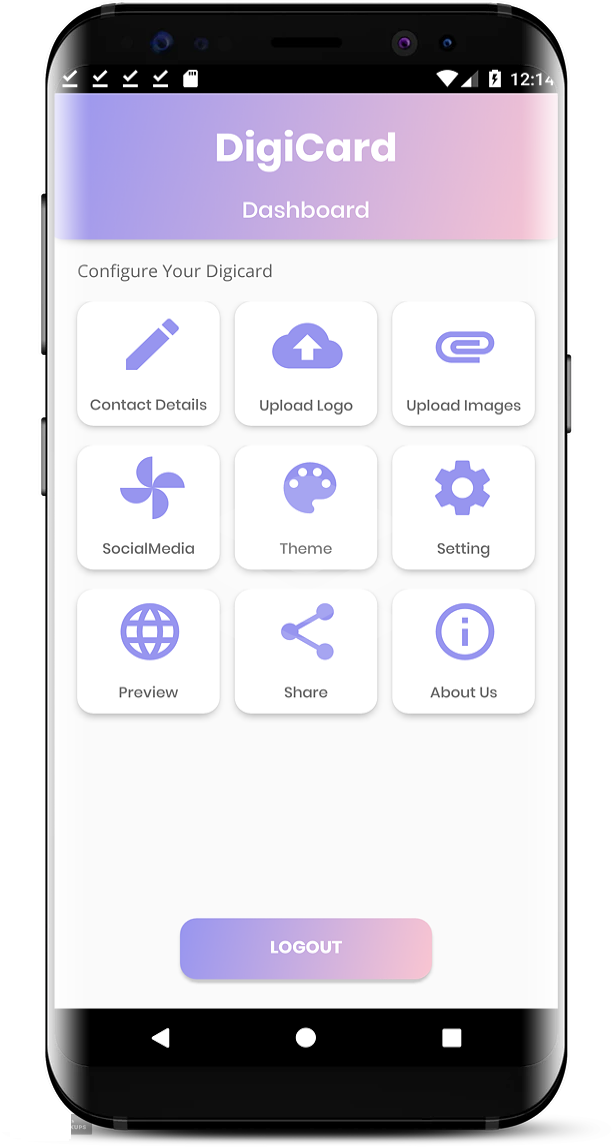 12:14
DigiCard
Dashboard
Configure Your Digicard
Contact Details
Upload Logo
Upload Images
SocialMedia
Theme
Setting
Preview
Share
About Us
LOGOUT